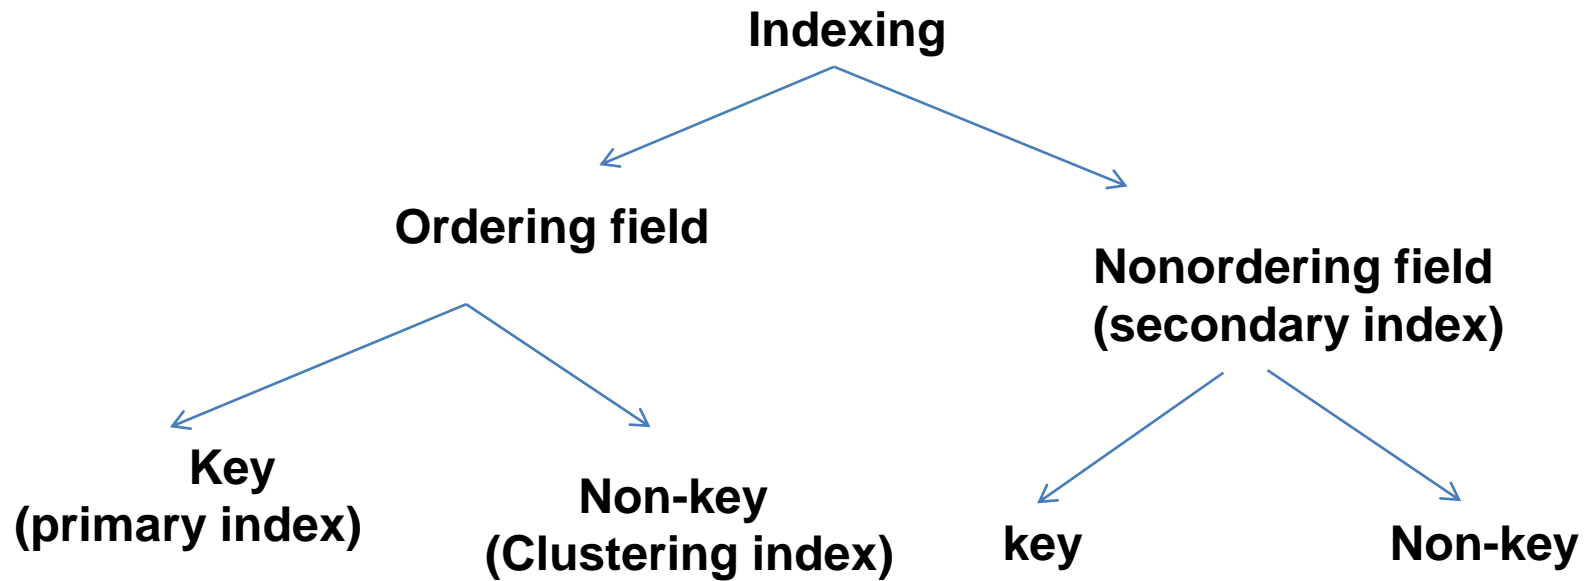 Indexing
Ordering field
Nonordering field
(secondary index)
Key
(primary index)
Non-key
(Clustering index)
key
Non-key